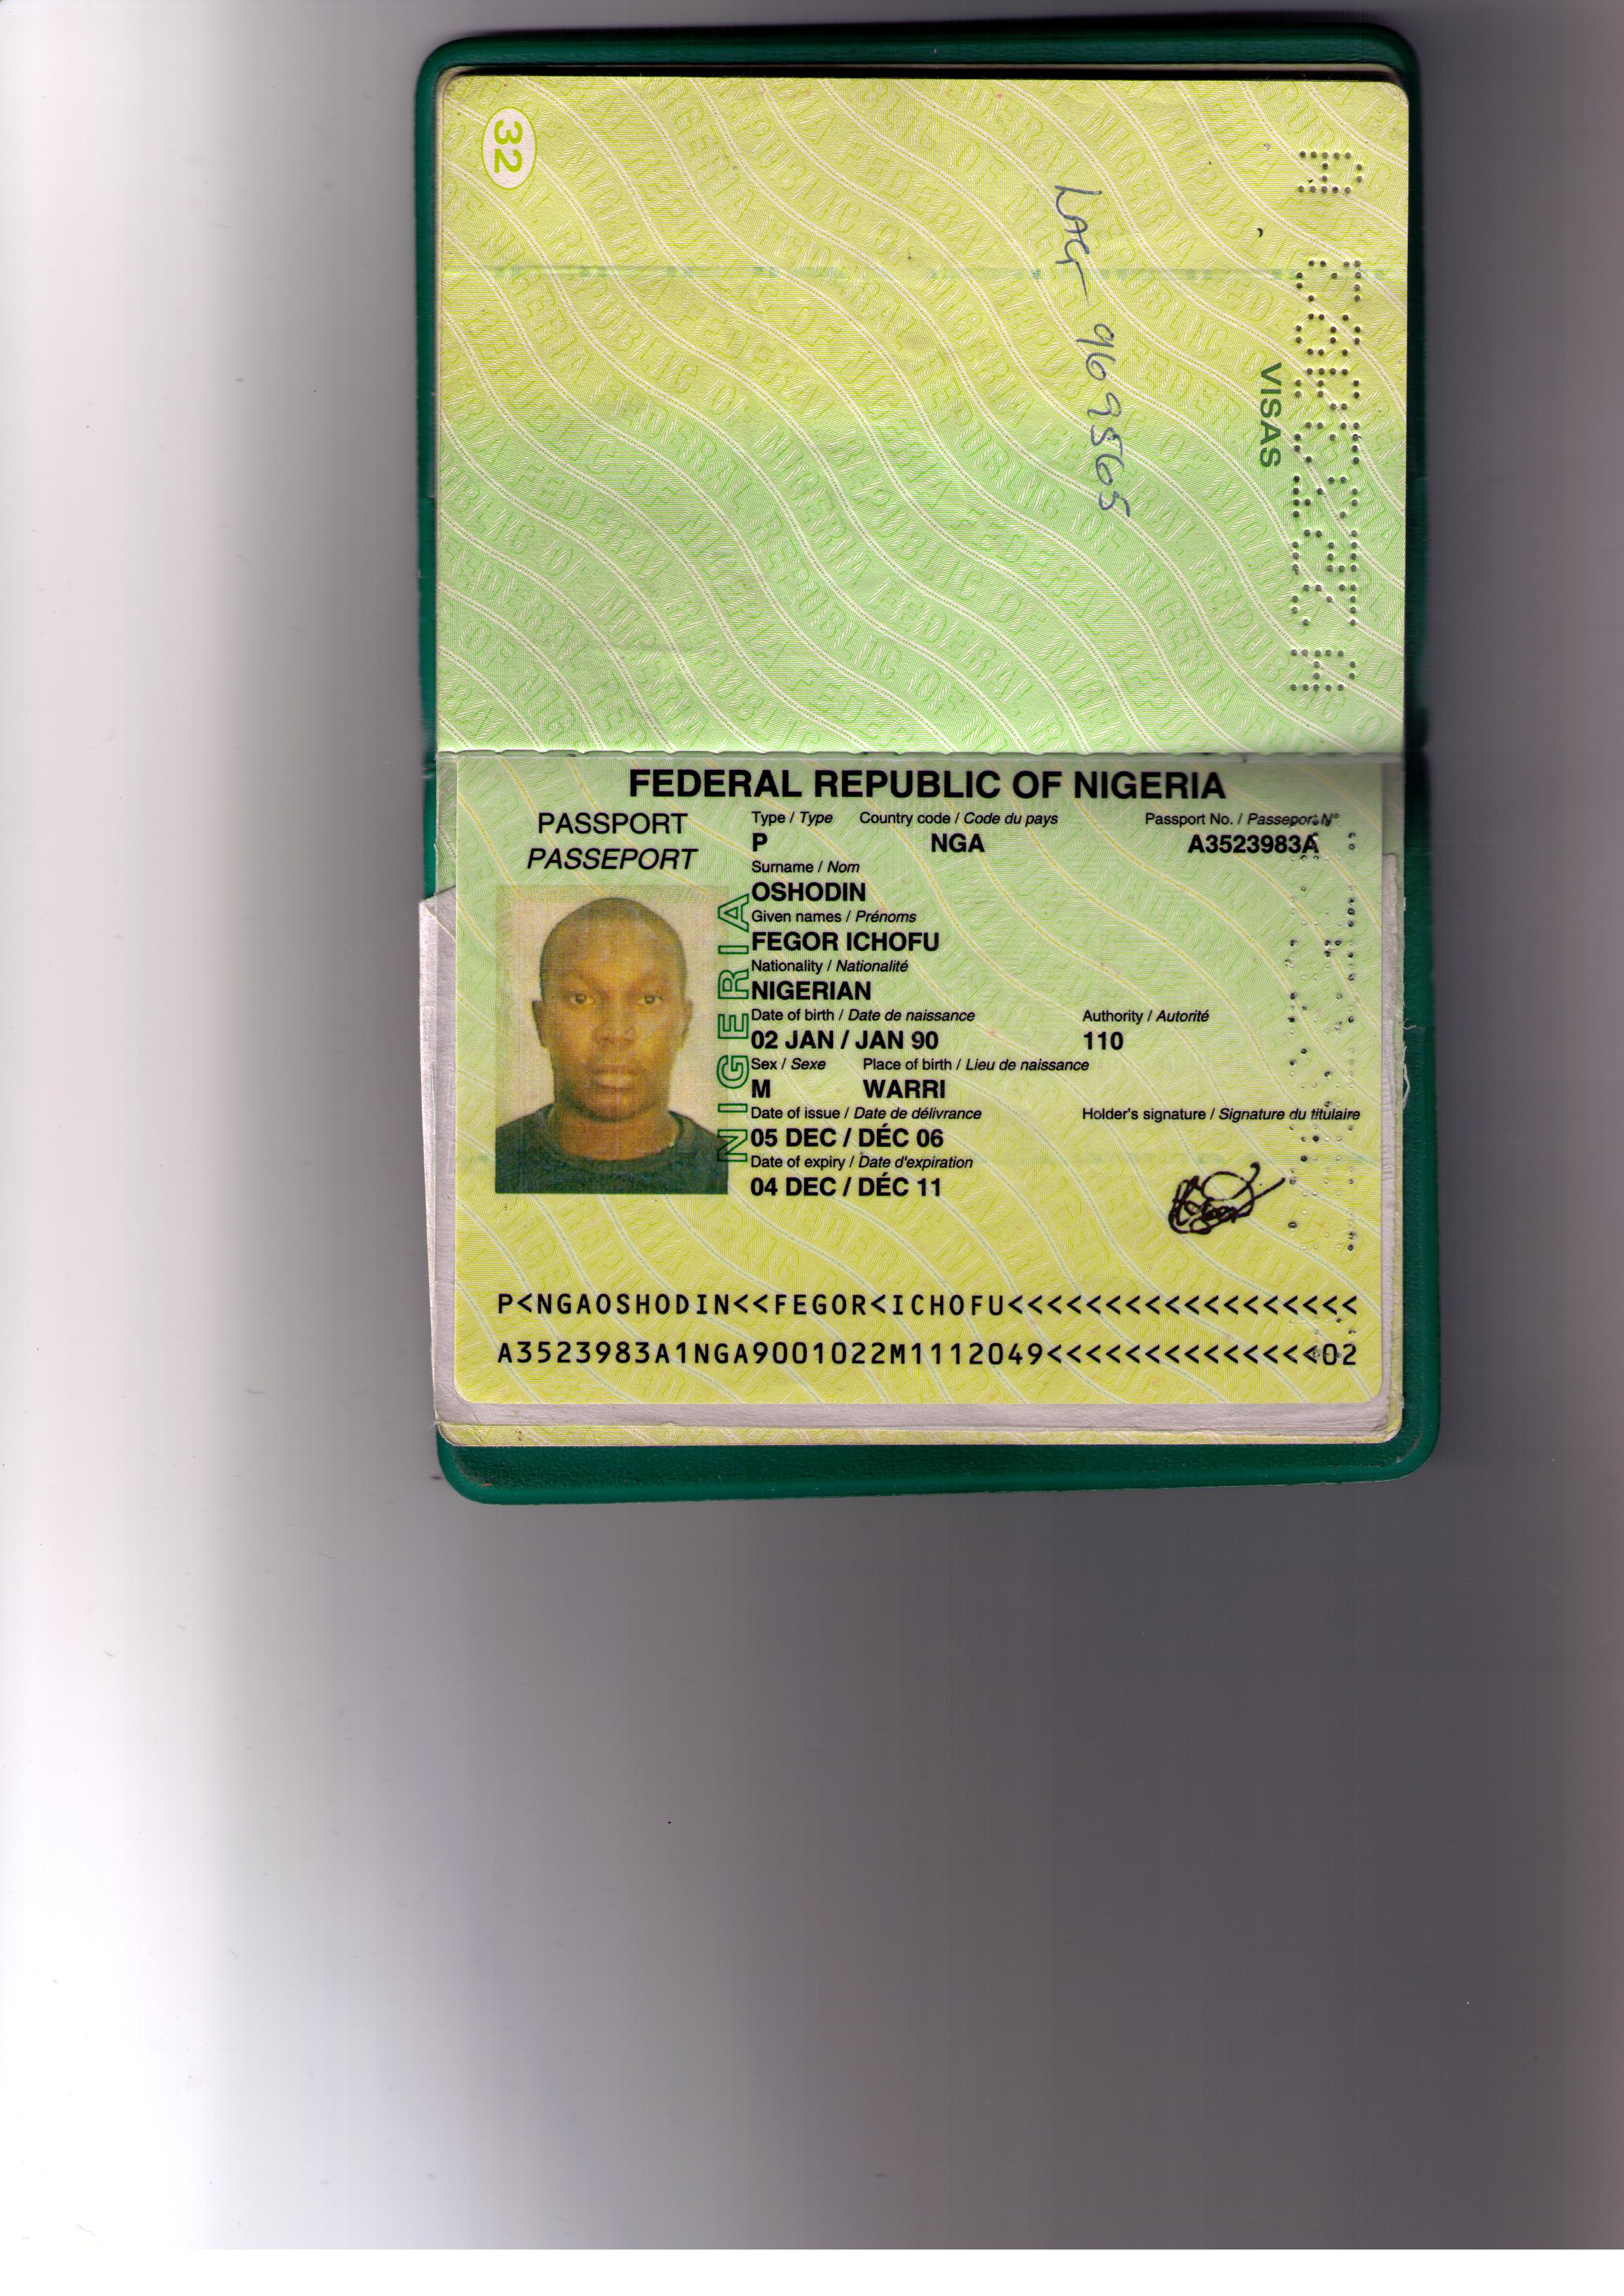 32
VISAS
LAG 9698565
FEDERAL REPUBLIC OF NIGERIA
PASSPORT
PASSEPORT
Type / Type Country code / Code du pays Passport No. / Passeport N°
P NGA A3523983A
Surname / Nom
OSHODIN
Given names / Prénoms
FEGOR ICHOFU
Nationality / Nationalité
NIGERIAN
Date of birth / Date de naissance Authority / Autorité
02 JAN / JAN 90 110
Sex / Sexe Place of birth / Lieu de naissance
M WARRI
Date of issue / Date de délivrance Holder's signature / Signature du titulaire
05 DEC / DÉC 06
Date of expiry / Date d'expiration
04 DEC / DÉC 11
NIGERIA
P<NGAOSHODIN<<FEGOR<ICHOFU<<<<<<<<<<<<<<<<<<
A3523983A1NGA9001022M1112049<<<<<<<<<<<<<<02